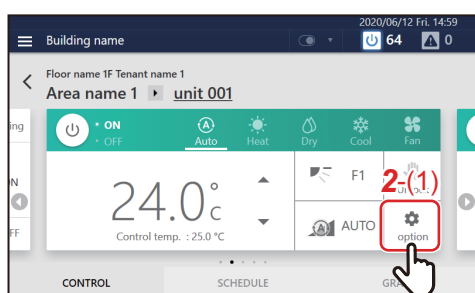 2020/06/12 Fri. 14:59
Building name
64
0
Floor name 1F Tenant name 1
Area name 1 unit 001
ing
ON
OFF
A
Auto
Heat
Dry
Cool
Fan
N
FF
24.0°c
Control temp. : 25.0 °C
F1
2-(1)
A
AUTO
option
CONTROL
SCHEDULE